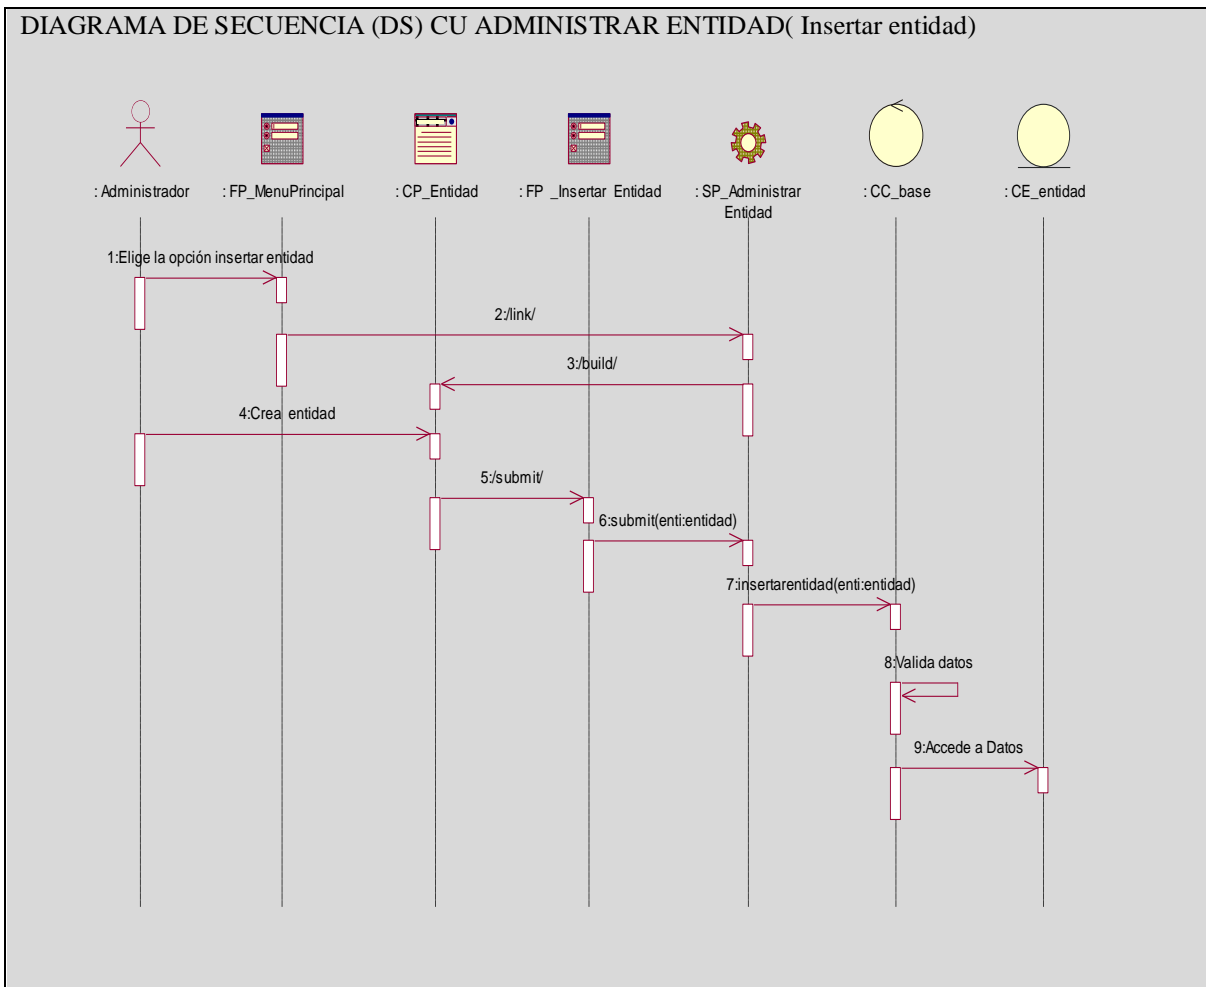 DIAGRAMA DE SECUENCIA (DS) CU ADMINISTRAR ENTIDAD( Insertar entidad)
: Administrador
: FP_MenuPrincipal
: CP_Entidad
: FP _Insertar Entidad
: SP_Administrar
Entidad
: CC_base
: CE_entidad
1:Elige la opción insertar entidad
2:/link/
3:/build/
4:Crea entidad
5:/submit/
6:submit(enti:entidad)
7:insertarentidad(enti:entidad)
8:Valida datos
9:Accede a Datos